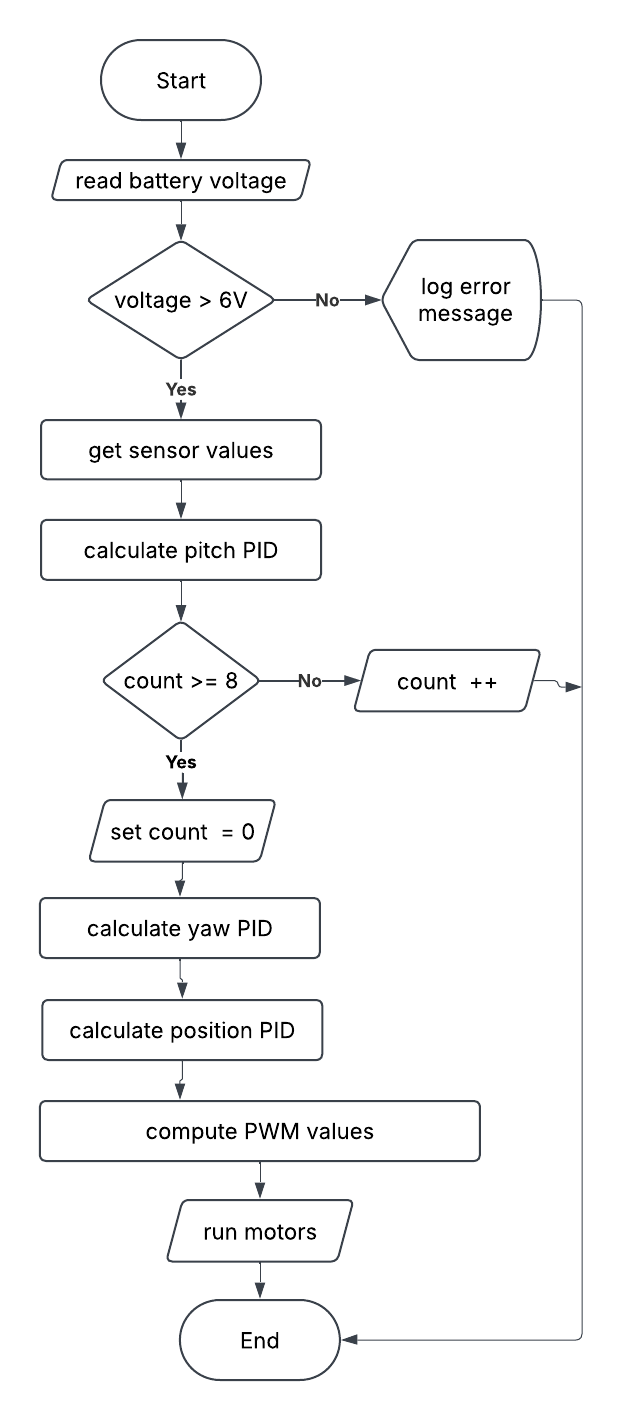 Start
read battery voltage
voltage > 6V
No
log error
message
Yes
get sensor values
calculate pitch PID
count >= 8
No
count  ++
Yes
set count  = 0
calculate yaw PID
calculate position PID
compute PWM values
run motors
End